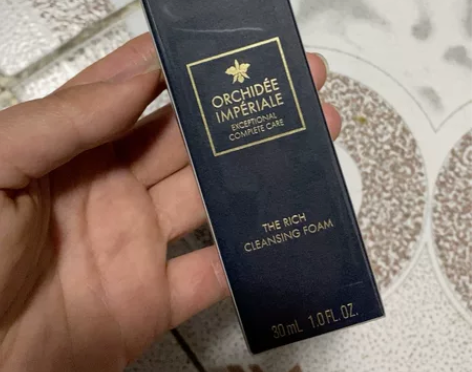 ORCHIDÉE
IMPÉRIALE
EXCEPTIONAL
COMPLETE CARE
THE RICH
CLEANSING FOAM
30 mL 1.0 FL. OZ.